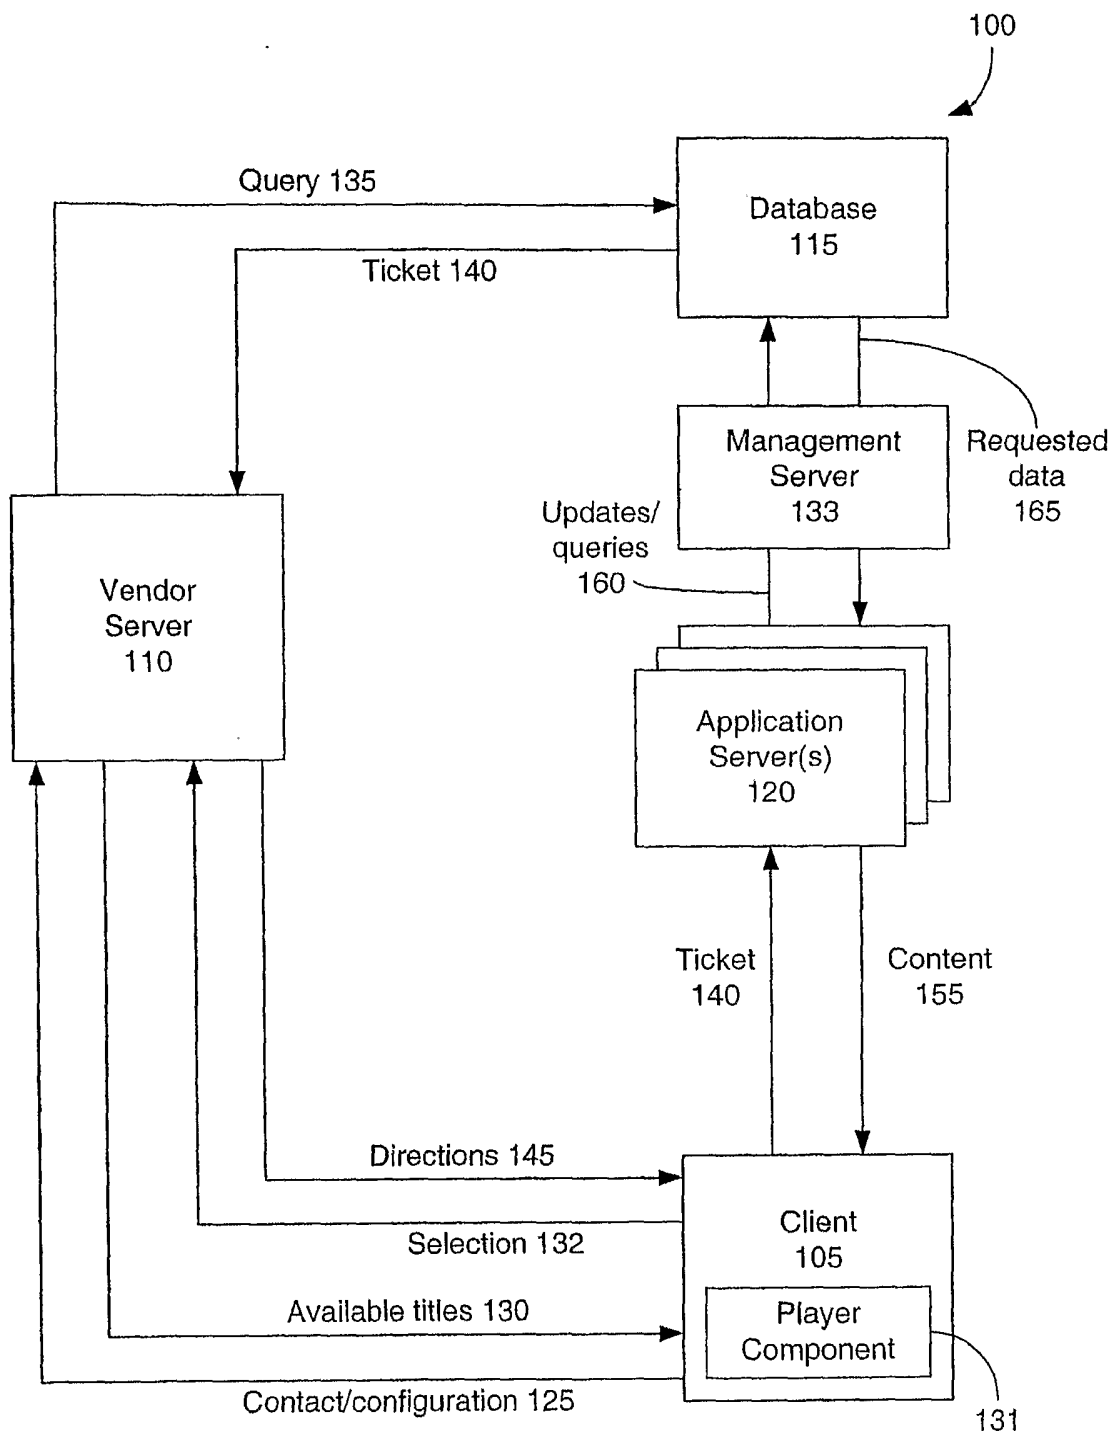 100
Query 135
Database
115
Ticket 140
Management
Server
133
Requested
data
165
Updates/
queries
160
Vendor
Server
110
Application
Server(s)
120
Ticket
140
Content
155
Directions 145
Client
105
Selection 132
Available titles 130
Player
Component
Contact/configuration 125
131